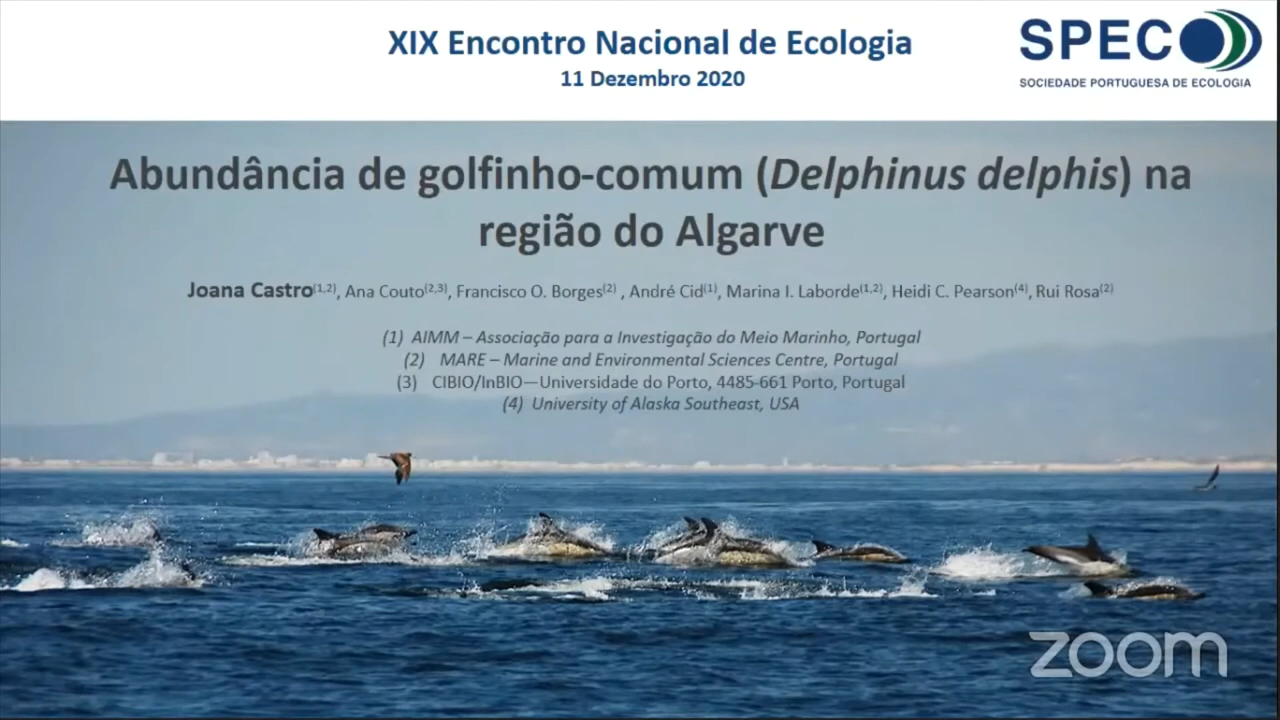 XIX Encontro Nacional de Ecologia
11 Dezembro 2020
SPECO
SOCIEDADE PORTUGUESA DE ECOLOGIA
Abundância de golfinho-comum (Delphinus delphis) na
região do Algarve
Joana Castro(1,2), Ana Couto(2,3), Francisco O. Borges(2) , André Cid(1), Marina I. Laborde(1,2), Heidi C. Pearson(4), Rui Rosa(2)
(1) AIMM – Associação para a Investigação do Meio Marinho, Portugal
(2) MARE – Marine and Environmental Sciences Centre, Portugal
(3) CIBIO/InBIO—Universidade do Porto, 4485-661 Porto, Portugal
(4) University of Alaska Southeast, USA
zoom